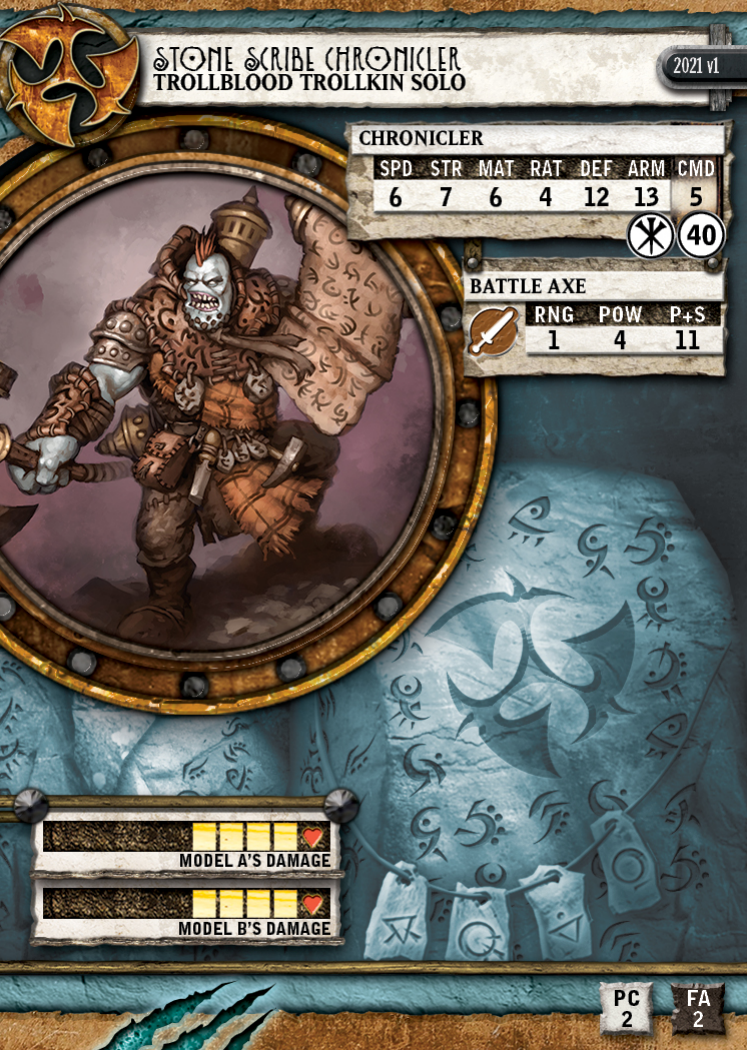 STONE SCRIBE CHRONICLER
TROLLBLOOD TROLLKIN SOLO
2021 v1
CHRONICLER
SPD STR MAT RAT DEF ARM CMD
6 7 6 4 12 13 5
40
BATTLE AXE
RNG POW P+S
1 4 11
MODEL A'S DAMAGE
MODEL B'S DAMAGE
PC FA
2 2